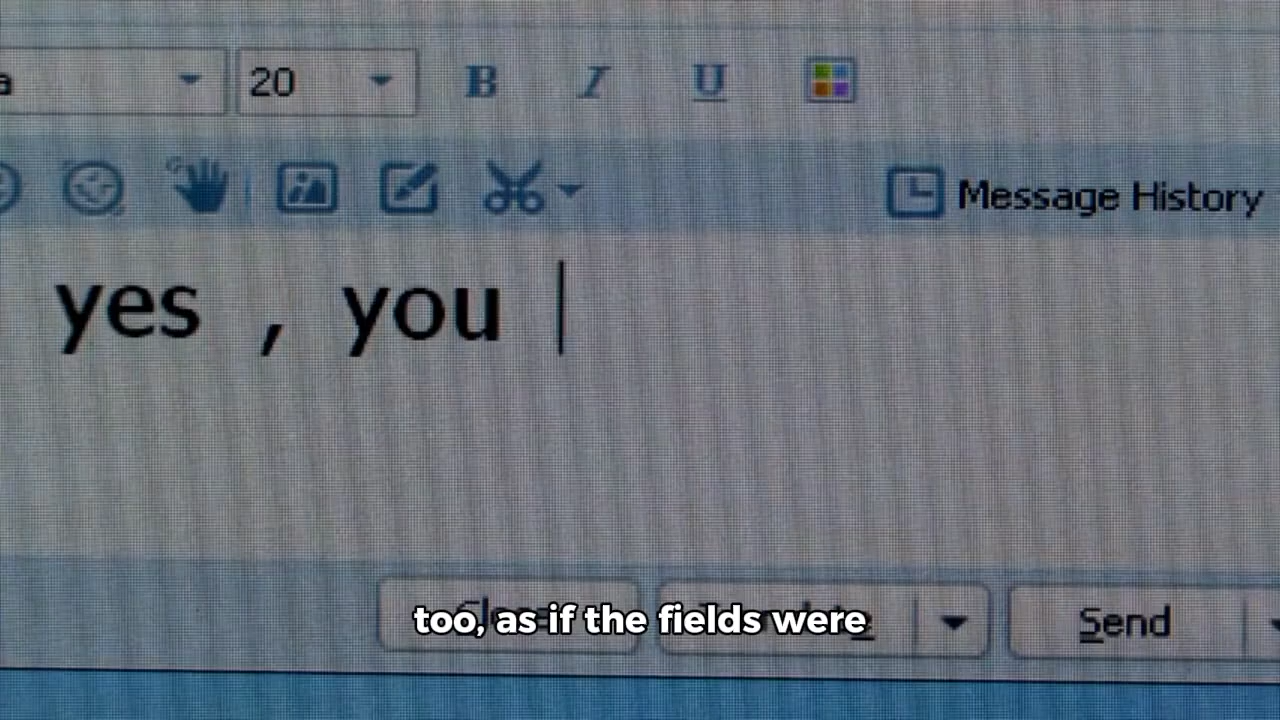 a 20 B I U
Message History
yes , you
Send
too, as if the fields were